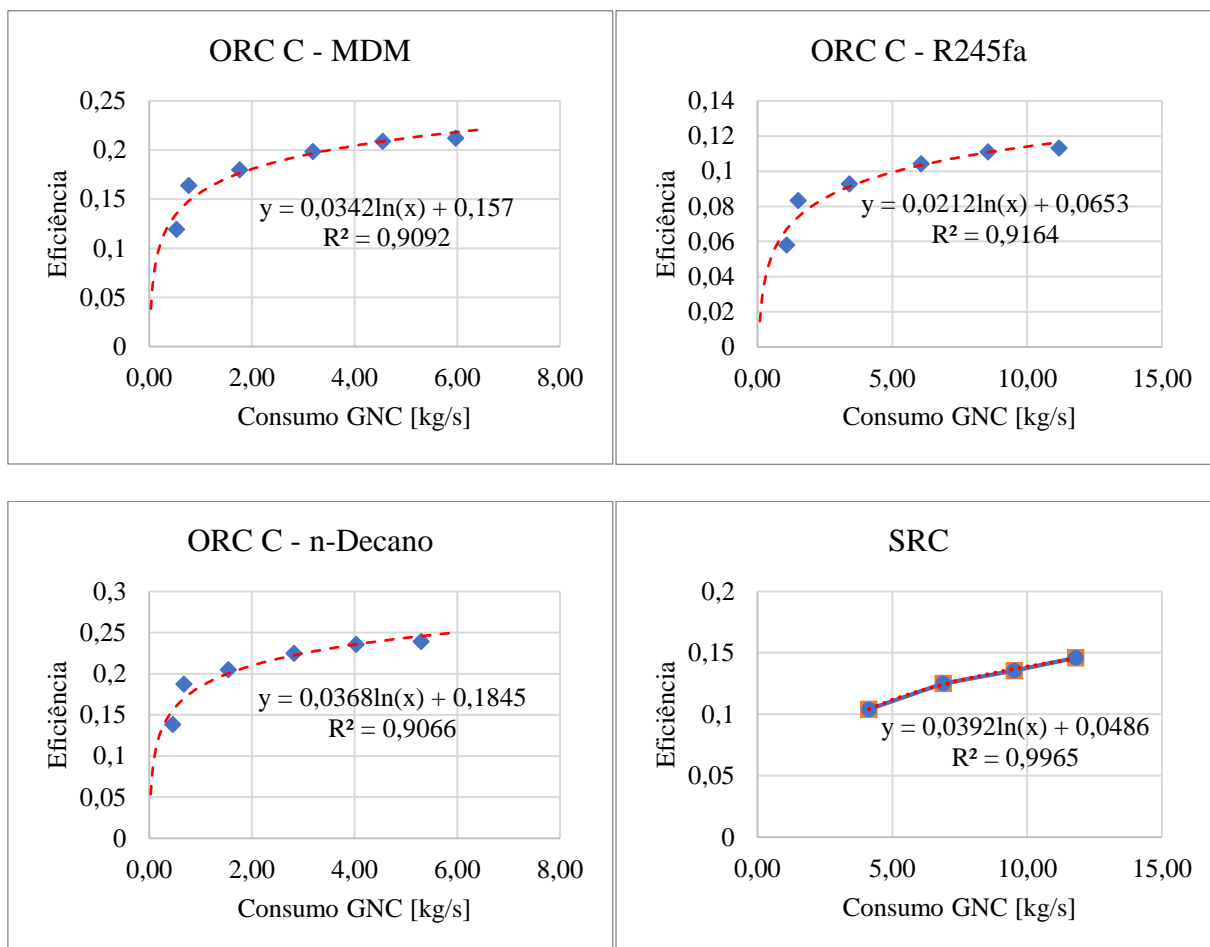 ORC C - MDM
0,25
0,2
0,15
0,1
0,05
0
Eficiência
y = 0,0342ln(x) + 0,157
R² = 0,9092
0,00 2,00 4,00 6,00 8,00
Consumo GNC [kg/s]
ORC C - R245fa
0,14
0,12
0,1
0,08
0,06
0,04
0,02
0
Eficiência
y = 0,0212ln(x) + 0,0653
R² = 0,9164
0,00 5,00 10,00 15,00
Consumo GNC [kg/s]
ORC C - n-Decano
0,3
0,25
0,2
0,15
0,1
0,05
0
Eficiência
y = 0,0368ln(x) + 0,1845
R² = 0,9066
0,00 2,00 4,00 6,00 8,00
Consumo GNC [kg/s]
SRC
0,2
0,15
0,1
0,05
0
Eficiência
y = 0,0392ln(x) + 0,0486
R² = 0,9965
0,00 5,00 10,00 15,00
Consumo GNC [kg/s]